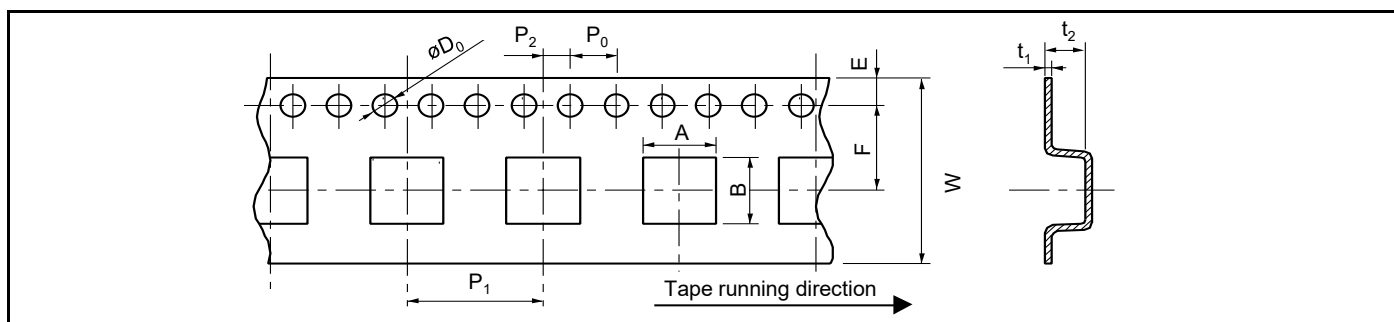 t₂
P₂ P₀ t₁
øD₀ E
A
F
B W
P₁ Tape running direction